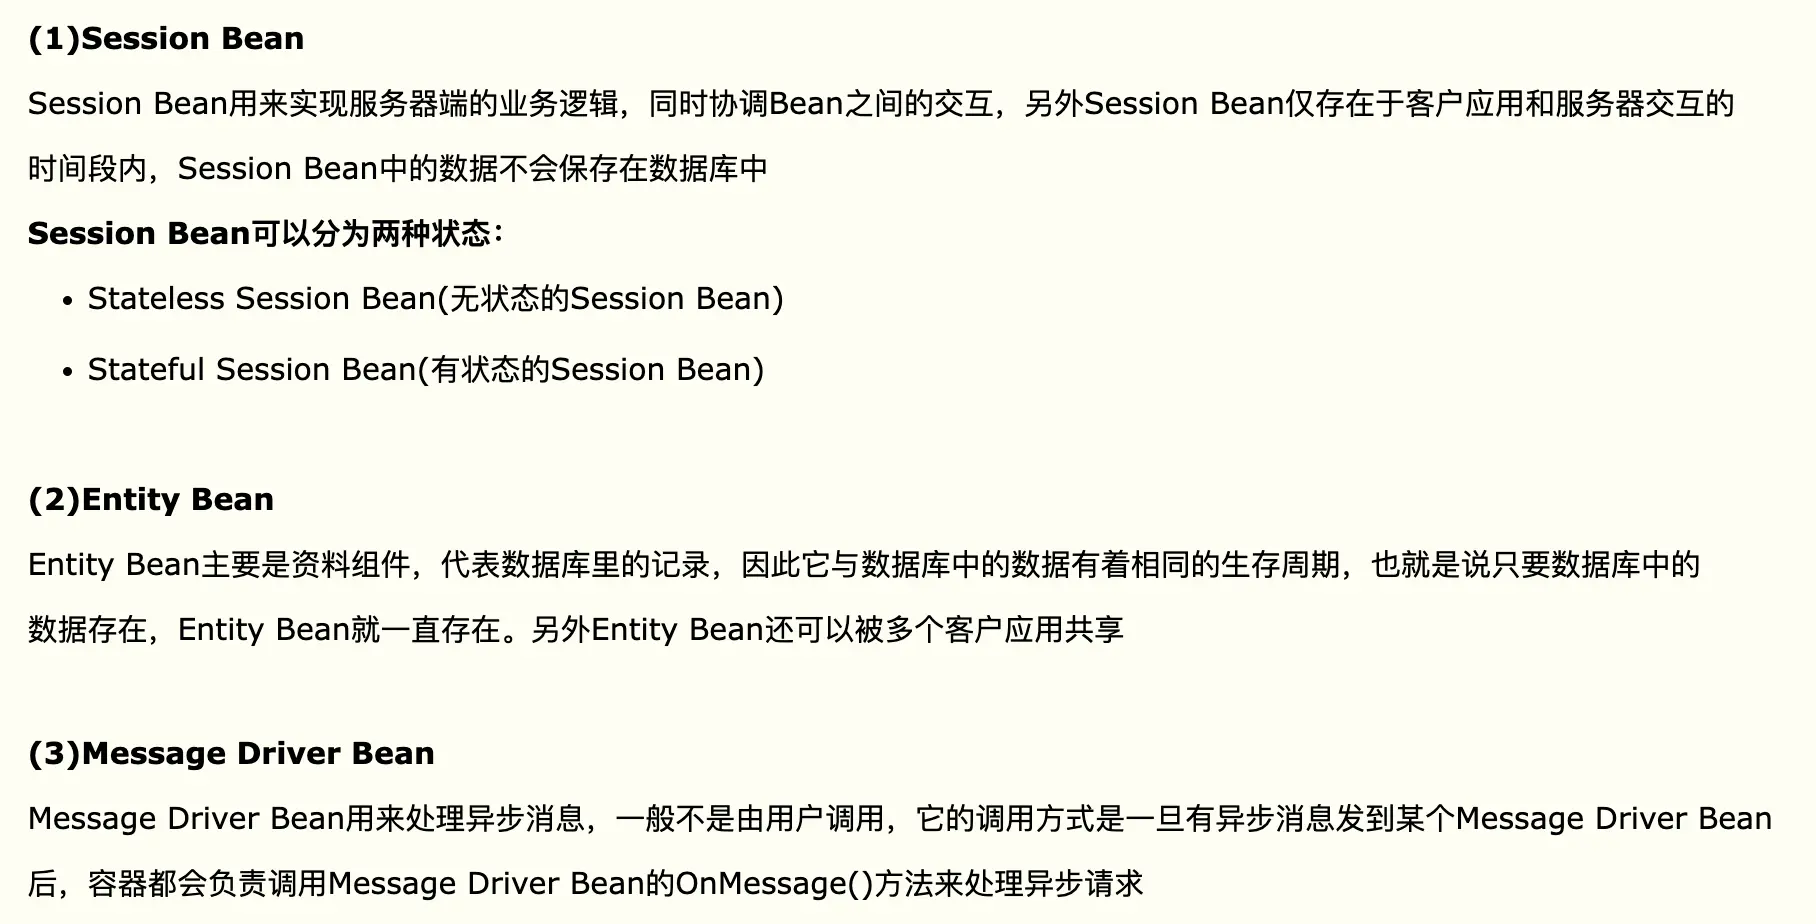 (1)Session Bean
Session Bean用来实现服务器端的业务逻辑，同时协调Bean之间的交互，另外Session Bean仅存在于客户应用和服务器交互的
时间段内，Session Bean中的数据不会保存在数据库中
Session Bean可以分为两种状态：
• Stateless Session Bean(无状态的Session Bean)
• Stateful Session Bean(有状态的Session Bean)
(2)Entity Bean
Entity Bean主要是资料组件，代表数据库里的记录，因此它与数据库中的数据有着相同的生存周期，也就是说只要数据库中的
数据存在，Entity Bean就一直存在。另外Entity Bean还可以被多个客户应用共享
(3)Message Driver Bean
Message Driver Bean用来处理异步消息，一般不是由用户调用，它的调用方式是一旦有异步消息发到某个Message Driver Bean
后，容器都会负责调用Message Driver Bean的OnMessage()方法来处理异步请求